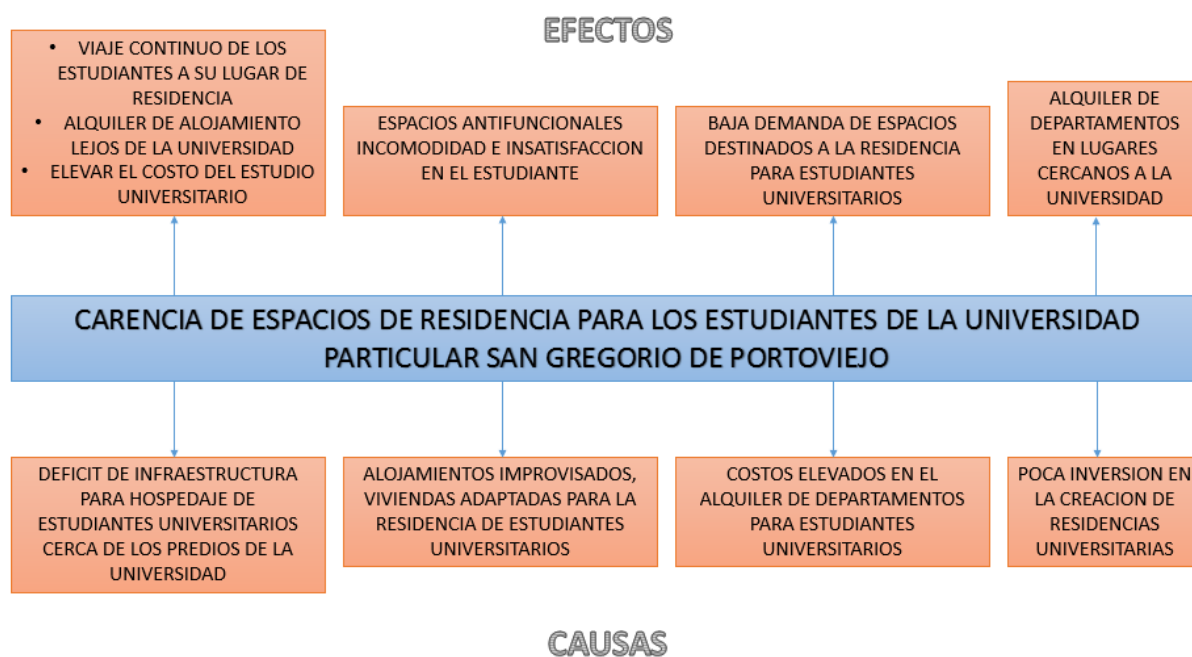 EFECTOS
• VIAJE CONTINUO DE LOS
ESTUDIANTES A SU LUGAR DE
RESIDENCIA
• ALQUILER DE ALOJAMIENTO
LEJOS DE LA UNIVERSIDAD
• ELEVAR EL COSTO DEL ESTUDIO
UNIVERSITARIO
ESPACIOS ANTIFUNCIONALES
INCOMODIDAD E INSATISFACCION
EN EL ESTUDIANTE
BAJA DEMANDA DE ESPACIOS
DESTINADOS A LA RESIDENCIA
PARA ESTUDIANTES
UNIVERSITARIOS
ALQUILER DE
DEPARTAMENTOS
EN LUGARES
CERCANOS A LA
UNIVERSIDAD
CARENCIA DE ESPACIOS DE RESIDENCIA PARA LOS ESTUDIANTES DE LA UNIVERSIDAD
PARTICULAR SAN GREGORIO DE PORTOVIEJO
DEFICIT DE INFRAESTRUCTURA
PARA HOSPEDAJE DE
ESTUDIANTES UNIVERSITARIOS
CERCA DE LOS PREDIOS DE LA
UNIVERSIDAD
ALOJAMIENTOS IMPROVISADOS,
VIVIENDAS ADAPTADAS PARA LA
RESIDENCIA DE ESTUDIANTES
UNIVERSITARIOS
COSTOS ELEVADOS EN EL
ALQUILER DE DEPARTAMENTOS
PARA ESTUDIANTES
UNIVERSITARIOS
POCA INVERSION EN
LA CREACION DE
RESIDENCIAS
UNIVERSITARIAS
CAUSAS